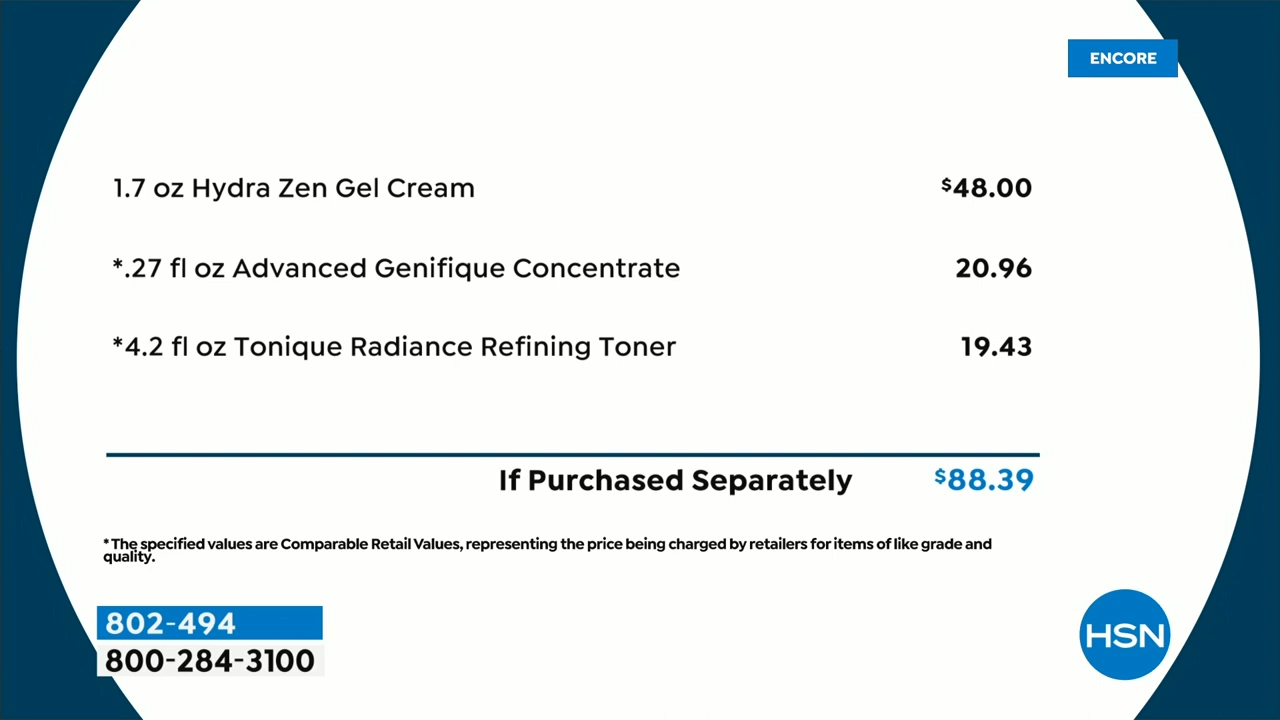 ENCORE
1.7 oz Hydra Zen Gel Cream $48.00
*.27 fl oz Advanced Genifique Concentrate 20.96
*4.2 fl oz Tonique Radiance Refining Toner 19.43
If Purchased Separately $88.39
*The specified values are Comparable Retail Values, representing the price being charged by retailers for items of like grade and
quality.
802-494
800-284-3100
HSN